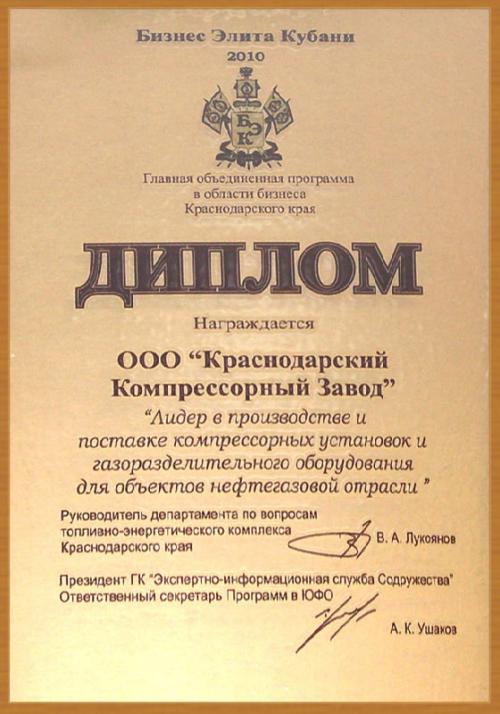 Бизнес Элита Кубани
2010
БЭК
Главная объединенная программа
в области бизнеса
Краснодарского края
ДИПЛОМ
Награждается
ООО “Краснодарский
Компрессорный Завод”
“Лидер в производстве и
поставке компрессорных установок и
газоразделительного оборудования
для объектов нефтегазовой отрасли”
Руководитель департамента по вопросам
топливно-энергетического комплекса
Краснодарского края
В. А. Лукоянов
Президент ГК "Экспертно-информационная служба Содружества"
Ответственный секретарь Программ в ЮФО
А. К. Ушаков